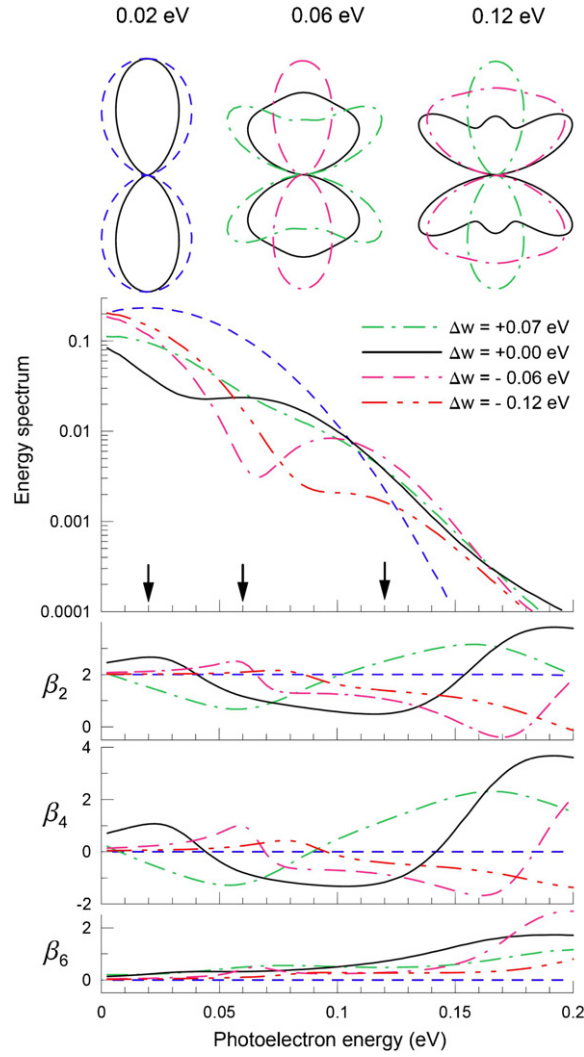 0.02 eV 0.06 eV 0.12 eV
Δw = +0.07 eV
Δw = +0.00 eV
Δw = - 0.06 eV
Δw = - 0.12 eV
Energy spectrum
0.1
0.01
0.001
0.0001
β2
2
0
β4
4
2
0
-2
β6
2
0
0 0.05 0.1 0.15 0.2
Photoelectron energy (eV)